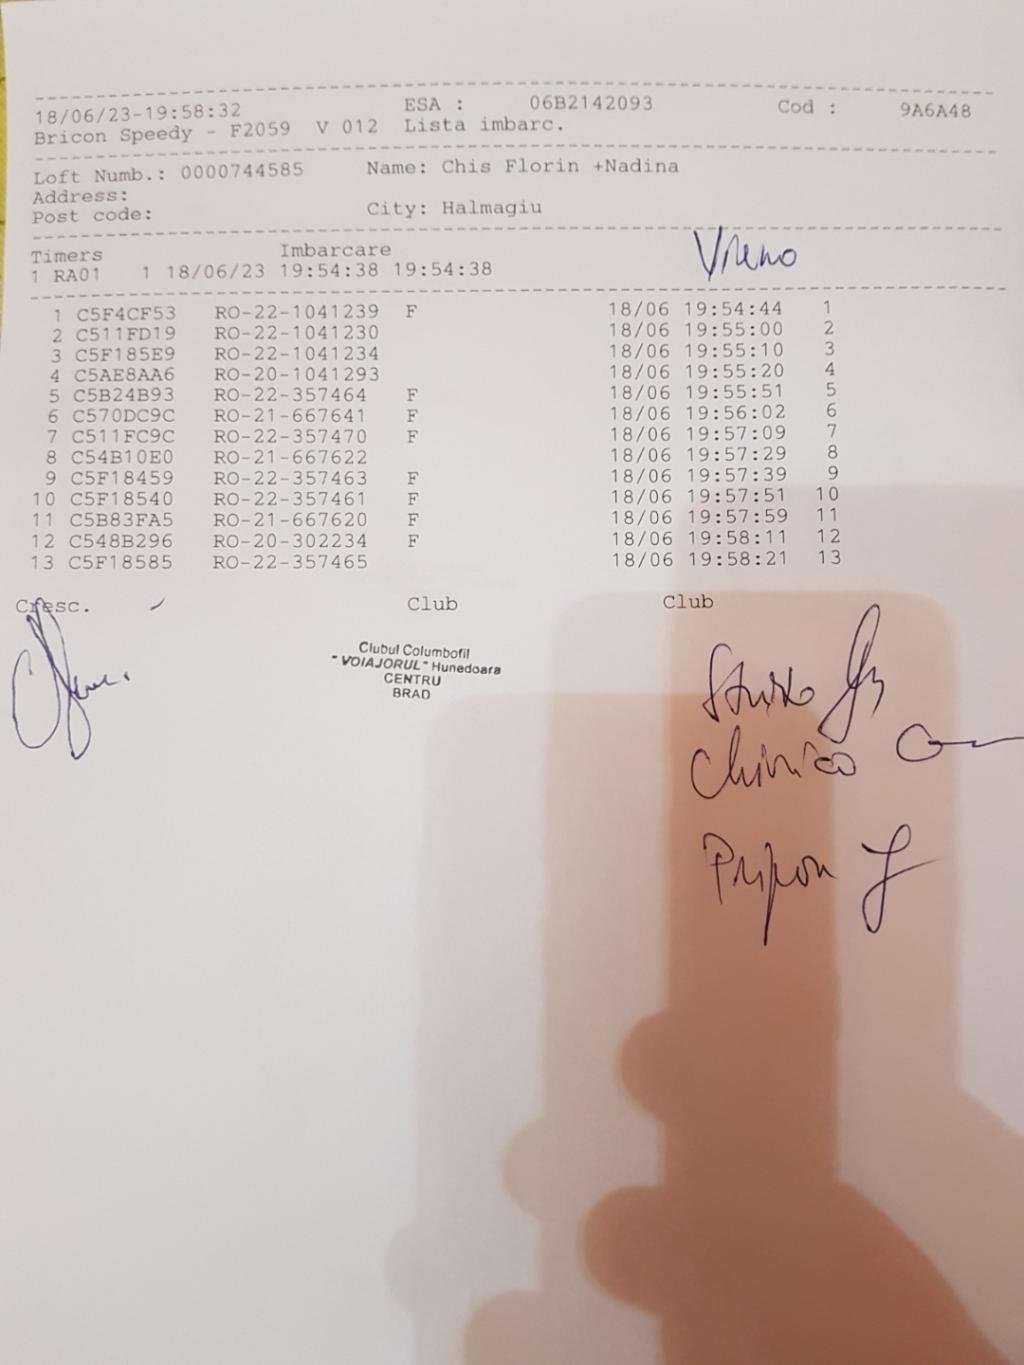 18/06/23-19:58:32 ESA : 06B2142093 Cod : 9A6A48
Bricon Speedy - F2059 V 012 Lista imbarc.
Loft Numb.: 0000744585 Name: Chis Florin +Nadina
Address:
Post code: City: Halmagiu
Timers Imbarcare
1 RA01 1 18/06/23 19:54:38 19:54:38
1 C5F4CF53 RO-22-1041239 F 18/06 19:54:44 1
2 C511FD19 RO-22-1041230 18/06 19:55:00 2
3 C5F185E9 RO-22-1041234 18/06 19:55:10 3
4 C5AE8AA6 RO-20-1041293 18/06 19:55:20 4
5 C5B24B93 RO-22-357464 F 18/06 19:55:51 5
6 C570DC9C RO-21-667641 F 18/06 19:56:02 6
7 C511FC9C RO-22-357470 F 18/06 19:57:09 7
8 C54B10E0 RO-21-667622 18/06 19:57:29 8
9 C5F18459 RO-22-357463 F 18/06 19:57:39 9
10 C5F18540 RO-22-357461 F 18/06 19:57:51 10
11 C5B83FA5 RO-21-667620 F 18/06 19:57:59 11
12 C548B296 RO-20-302234 F 18/06 19:58:11 12
13 C5F18585 RO-22-357465 18/06 19:58:21 13
Cresc. Club Club
Clubul Columbofil
"VOIAJORUL" Hunedoara
CENTRU
BRAD